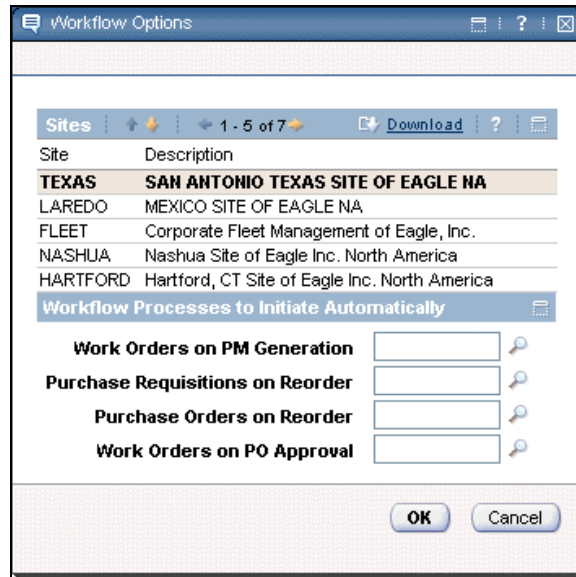 Workflow Options ?
Sites 1 - 5 of 7 Download ?
Site Description
TEXAS SAN ANTONIO TEXAS SITE OF EAGLE NA
LAREDO MEXICO SITE OF EAGLE NA
FLEET Corporate Fleet Management of Eagle, Inc.
NASHUA Nashua Site of Eagle Inc. North America
HARTFORD Hartford, CT Site of Eagle Inc. North America
Workflow Processes to Initiate Automatically
Work Orders on PM Generation
Purchase Requisitions on Reorder
Purchase Orders on Reorder
Work Orders on PO Approval
OK Cancel